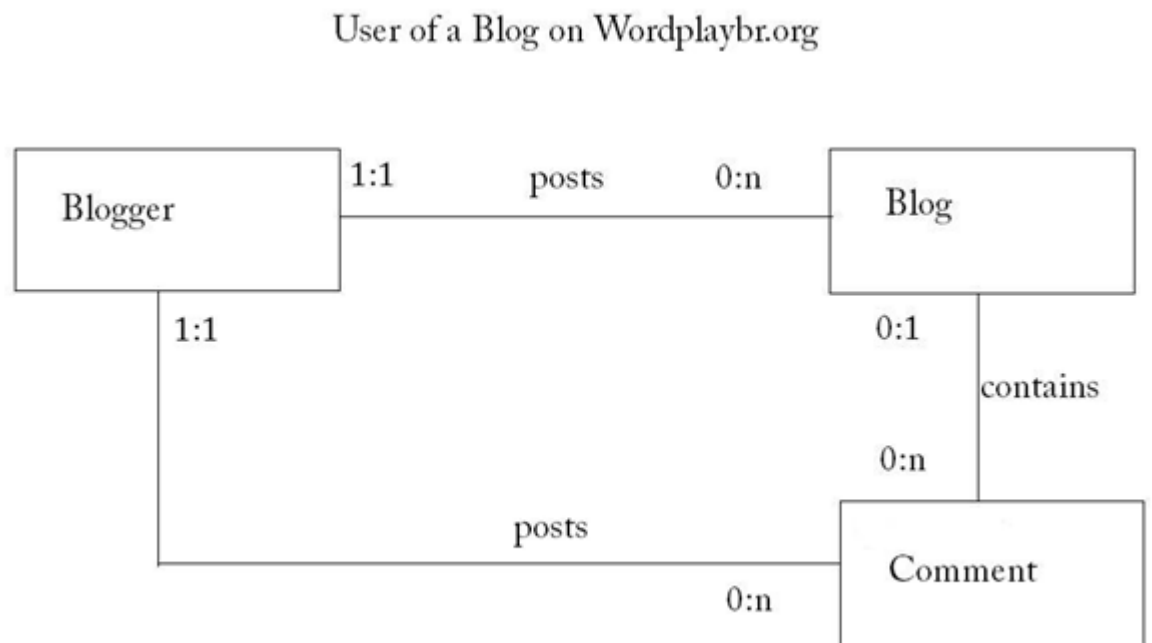 User of a Blog on Wordplaybr.org
1:1 posts 0:n
Blogger
Blog
1:1
0:1
contains
0:n
posts
Comment
0:n